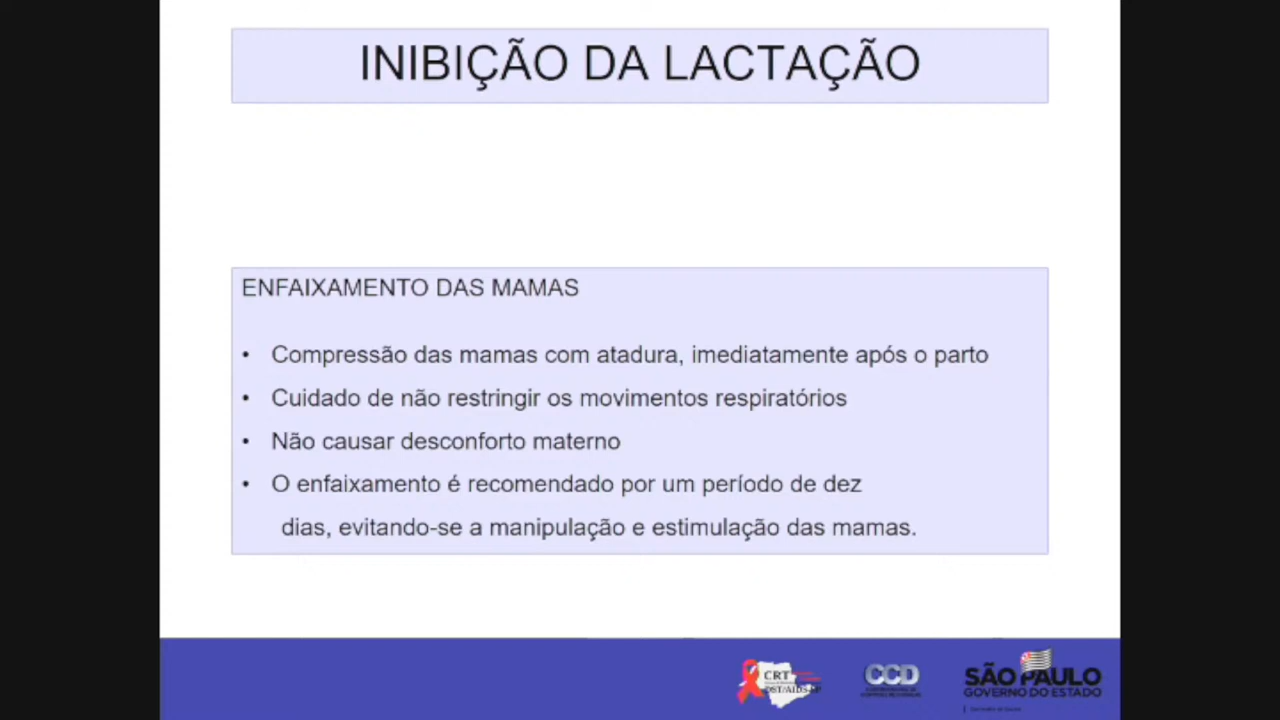 INIBIÇÃO DA LACTAÇÃO
ENFAIXAMENTO DAS MAMAS
• Compressão das mamas com atadura, imediatamente após o parto
• Cuidado de não restringir os movimentos respiratórios
• Não causar desconforto materno
• O enfaixamento é recomendado por um período de dez
dias, evitando-se a manipulação e estimulação das mamas.
CRT
DST/AIDS-SP
CCD
SÃO PAULO
GOVERNO DO ESTADO